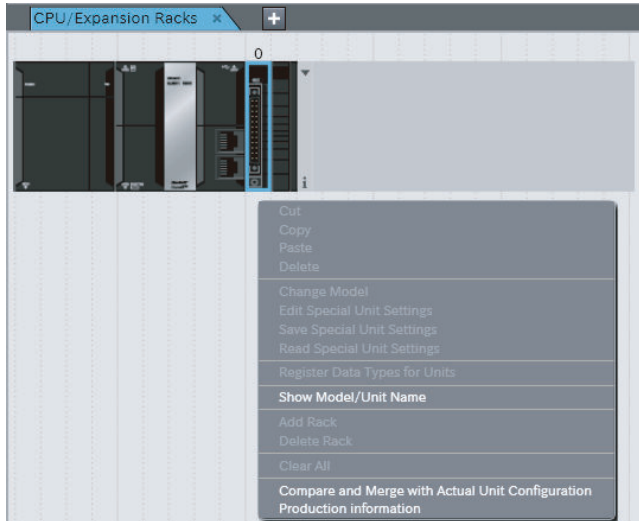 CPU/Expansion Racks
0
Cut
Copy
Paste
Delete
Change Model
Edit Special Unit Settings
Save Special Unit Settings
Read Special Unit Settings
Register Data Types for Units
Show Model/Unit Name
Add Rack
Delete Rack
Clear All
Compare and Merge with Actual Unit Configuration
Production information